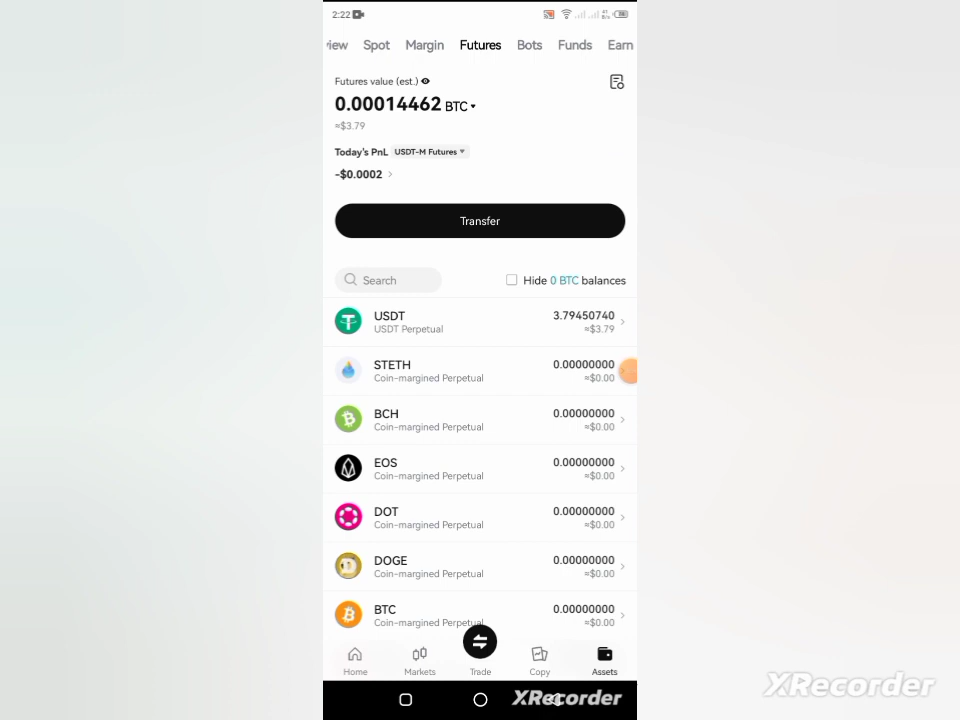 2:22
Spot Margin Futures Bots Funds Earn
Futures value (est.)
0.00014462 BTC
≈$3.79
Today's PnL USDT-M Futures
-$0.0002
Transfer
Search
Hide 0 BTC balances
USDT 3.79450740
USDT Perpetual ≈$3.79
STETH 0.00000000
Coin-margined Perpetual ≈$0.00
BCH 0.00000000
Coin-margined Perpetual ≈$0.00
EOS 0.00000000
Coin-margined Perpetual ≈$0.00
DOT 0.00000000
Coin-margined Perpetual ≈$0.00
DOGE 0.00000000
Coin-margined Perpetual ≈$0.00
BTC 0.00000000
Coin-margined Perpetual ≈$0.00
Home Markets Trade Copy Assets
XRecorder
XRecorder